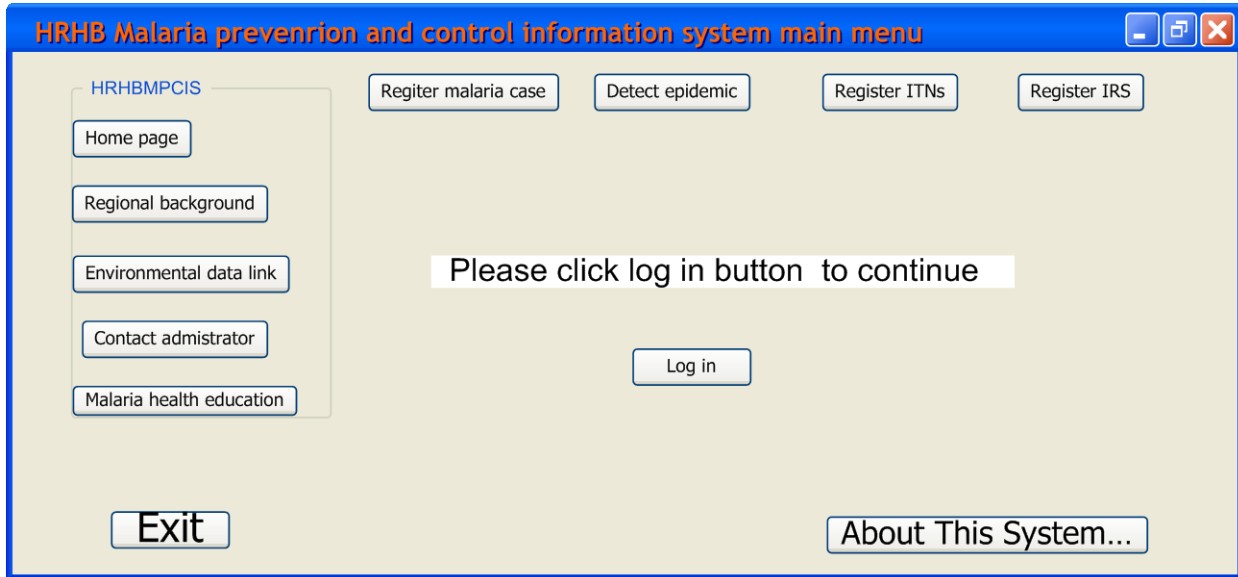 HRHB Malaria prevenrion and control information system main menu
HRHBMPCIS
Regiter malaria case
Detect epidemic
Register ITNs
Register IRS
Home page
Regional background
Environmental data link
Contact admistrator
Malaria health education
Please click log in button to continue
Log in
Exit
About This System...